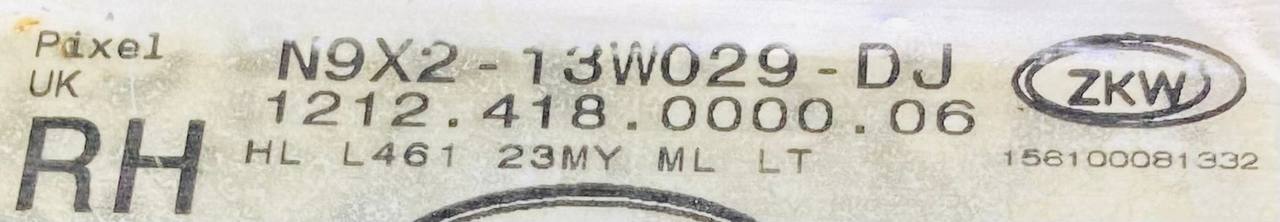 Pixel
UK
RH
N9X2-13W029-DJ
1212.418.0000.06
HL L461 23MY ML LT
ZKW
156100081332